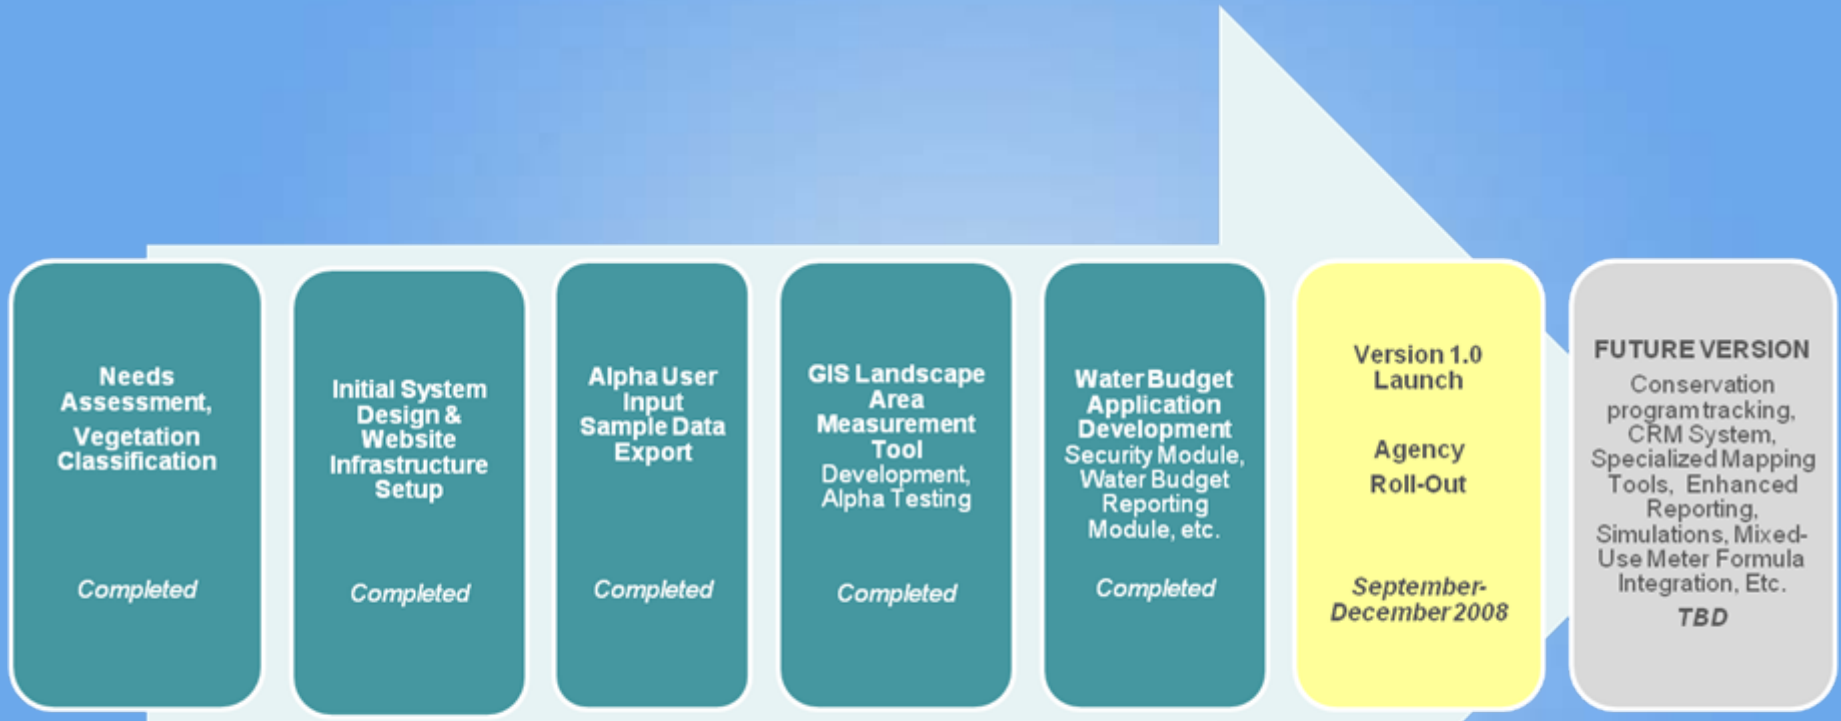 Needs
Assessment,
Vegetation
Classification
Completed
Initial System
Design &
Website
Infrastructure
Setup
Completed
Alpha User
Input
Sample Data
Export
Completed
GIS Landscape
Area
Measurement
Tool
Development,
Alpha Testing
Completed
Water Budget
Application
Development
Security Module,
Water Budget
Reporting
Module, etc.
Completed
Version 1.0
Launch
Agency
Roll-Out
September-
December 2008
FUTURE VERSION
Conservation
program tracking,
CRM System,
Specialized Mapping
Tools, Enhanced
Reporting,
Simulations, Mixed-
Use Meter Formula
Integration, Etc.
TBD